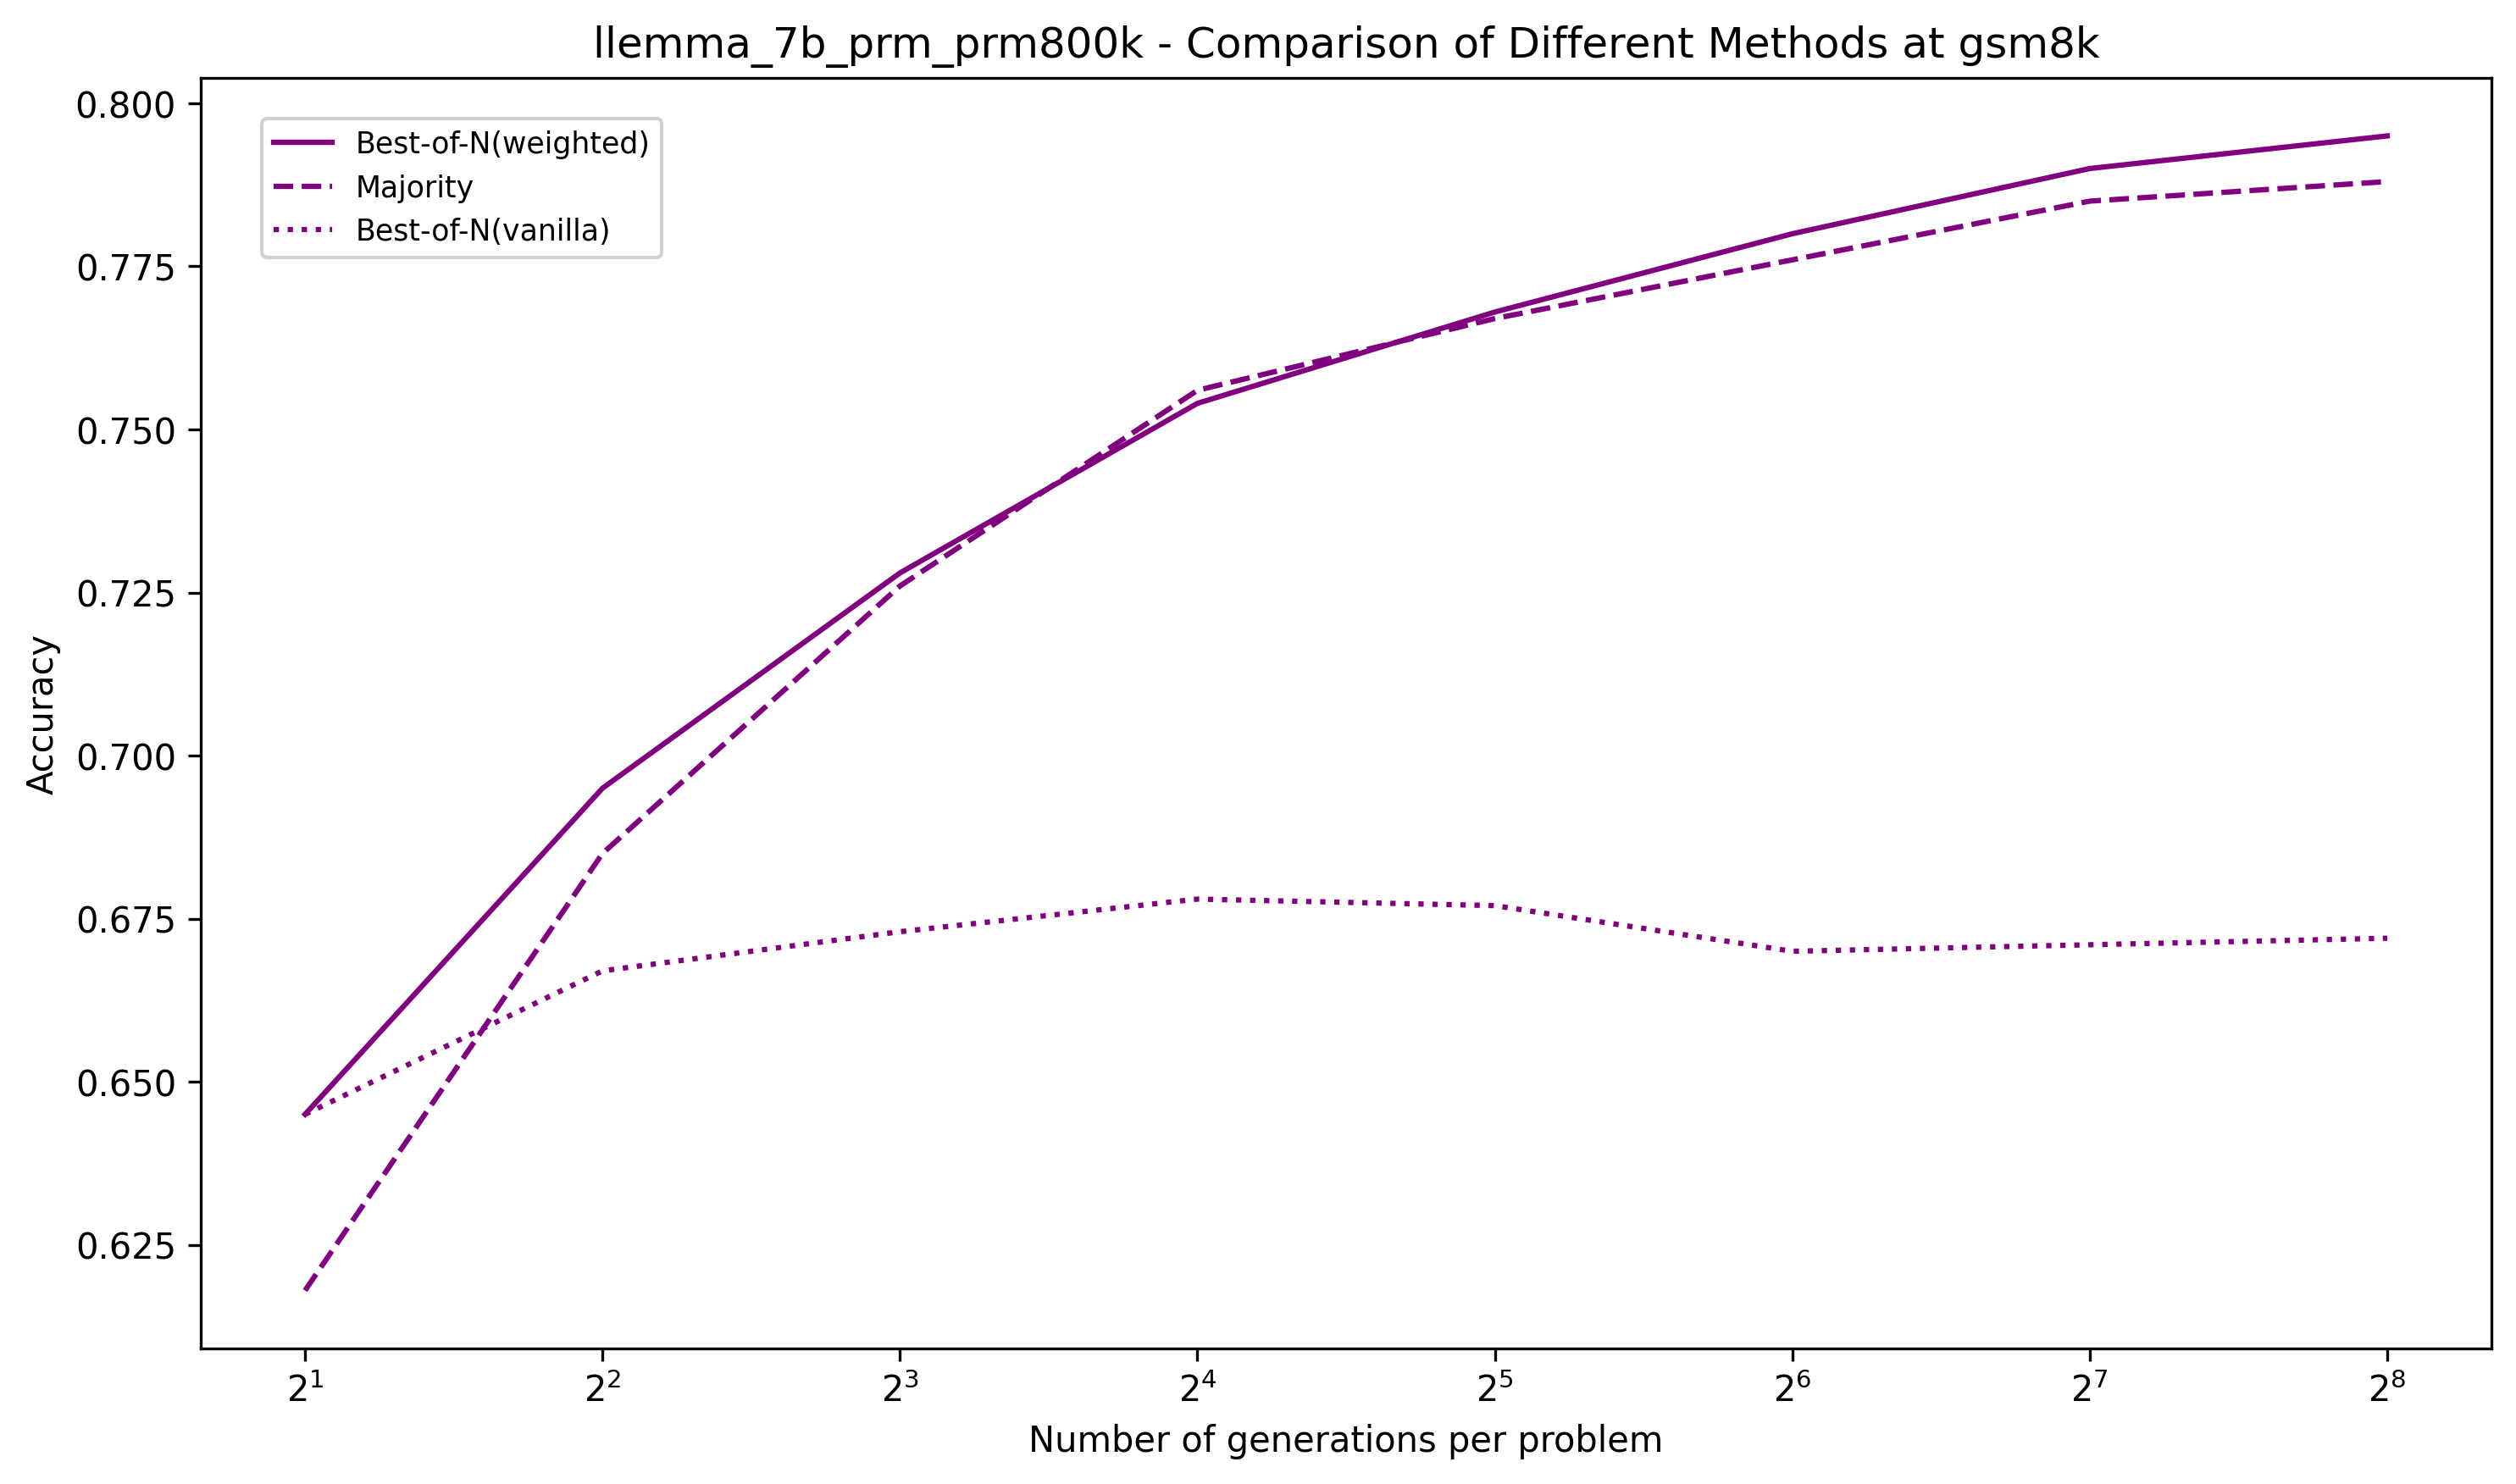 llemma_7b_prm_prm800k - Comparison of Different Methods at gsm8k
0.800
0.775
0.750
0.725
0.700
0.675
0.650
0.625
Accuracy
Best-of-N(weighted)
Majority
Best-of-N(vanilla)
2¹ 2² 2³ 2⁴ 2⁵ 2⁶ 2⁷ 2⁸
Number of generations per problem